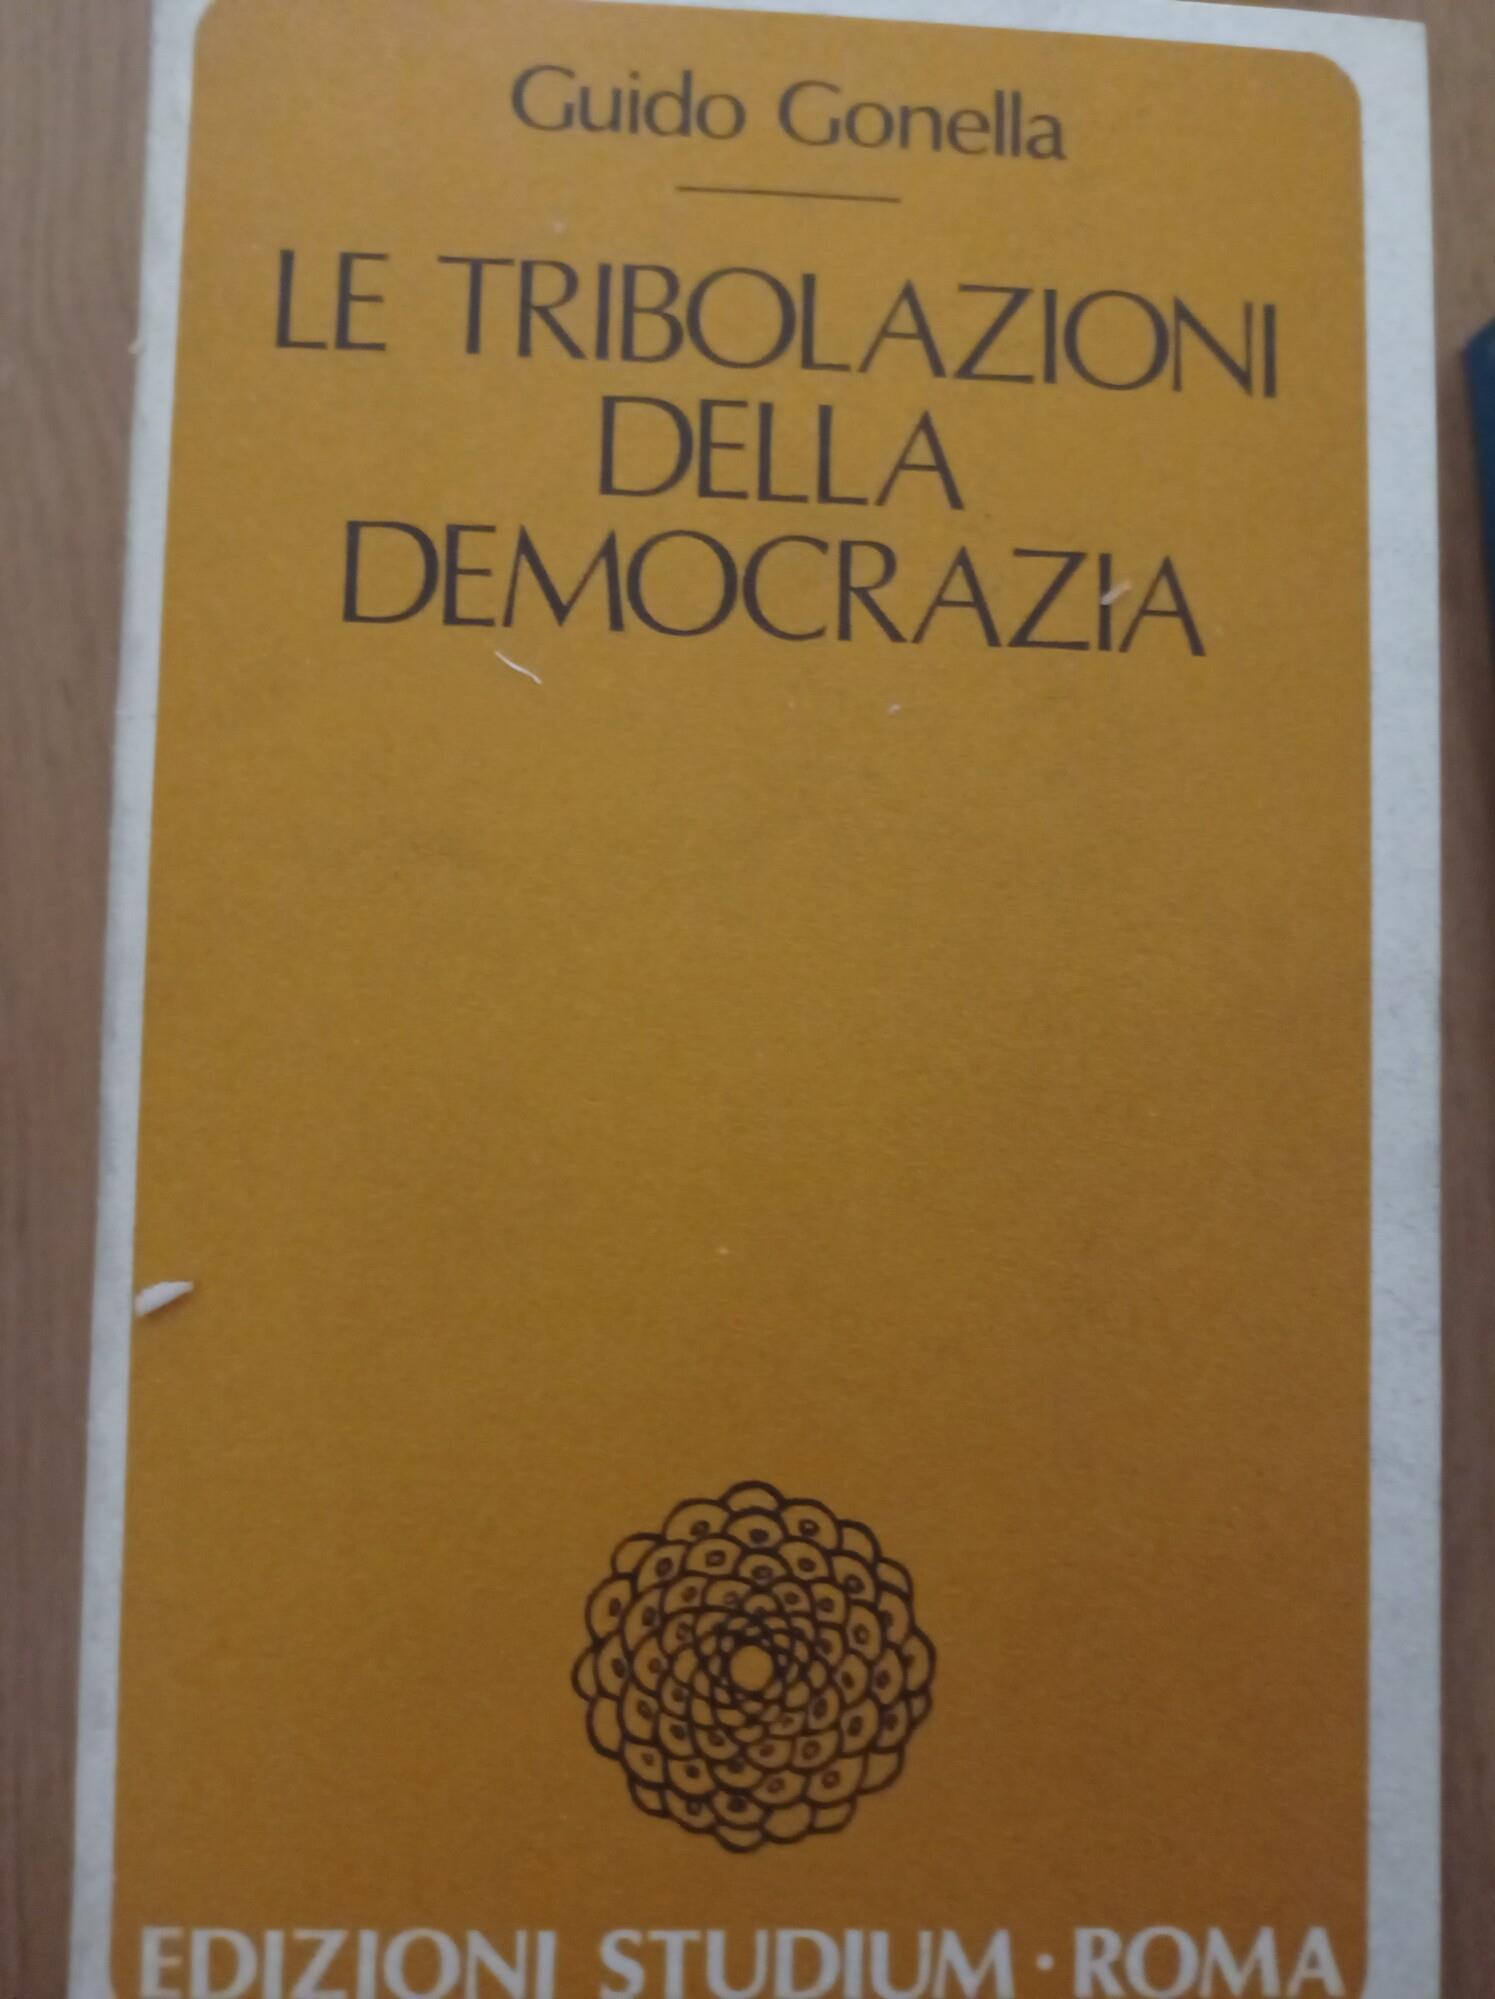 Guido Gonella
LE TRIBOLAZIONI
DELLA
DEMOCRAZIA
EDIZIONI STUDIUM · ROMA